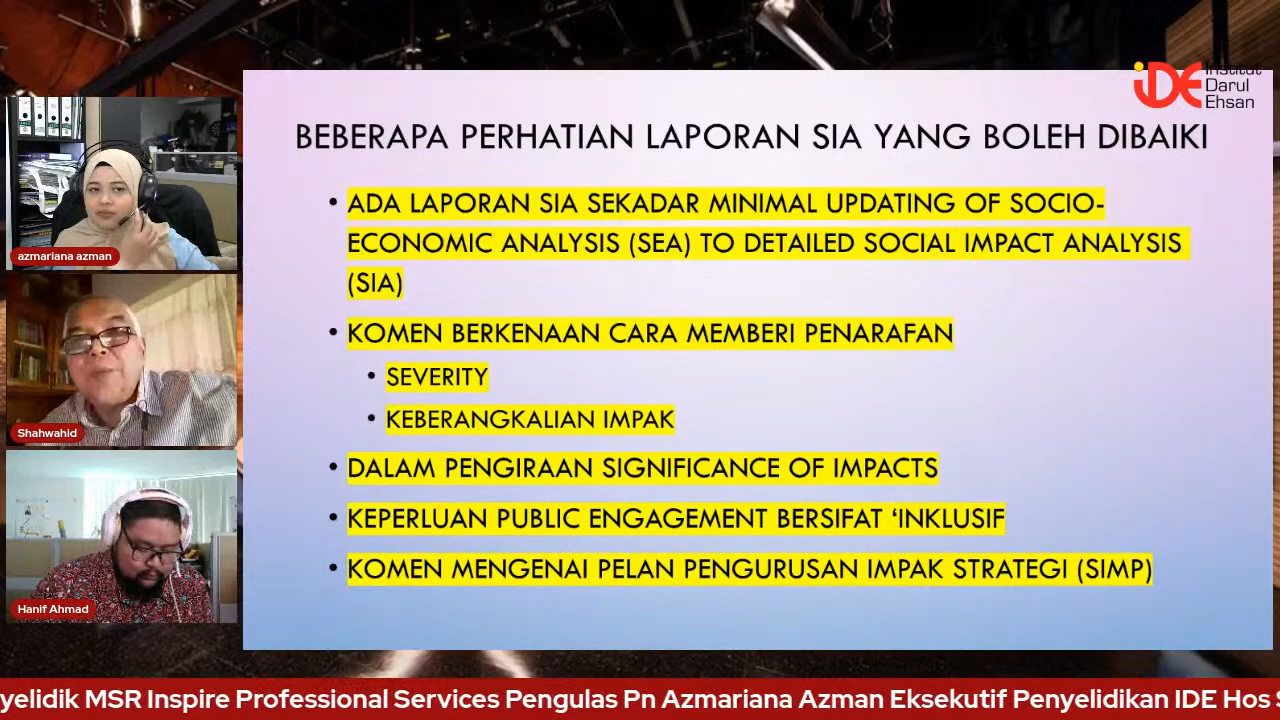 Institut
iDE Darul
Ehsan
BEBERAPA PERHATIAN LAPORAN SIA YANG BOLEH DIBAIKI
• ADA LAPORAN SIA SEKADAR MINIMAL UPDATING OF SOCIO-
ECONOMIC ANALYSIS (SEA) TO DETAILED SOCIAL IMPACT ANALYSIS
(SIA)
• KOMEN BERKENAAN CARA MEMBERI PENARAFAN
• SEVERITY
• KEBERANGKALIAN IMPAK
• DALAM PENGIRAAN SIGNIFICANCE OF IMPACTS
• KEPERLUAN PUBLIC ENGAGEMENT BERSIFAT ‘INKLUSIF
• KOMEN MENGENAI PELAN PENGURUSAN IMPAK STRATEGI (SIMP)
azmariana azman
Shahwahid
Hanif Ahmad
yelidik MSR Inspire Professional Services Pengulas Pn Azmariana Azman Eksekutif Penyelidikan IDE Hos S